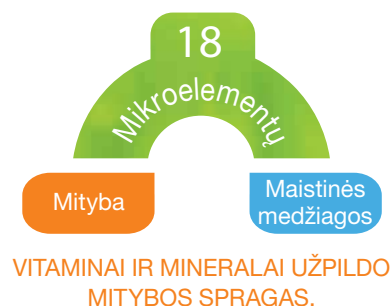 18
Mikroelementų
Mityba
Maistinės
medžiagos
VITAMINAI IR MINERALAI UŽPILDO
MITYBOS SPRAGAS.